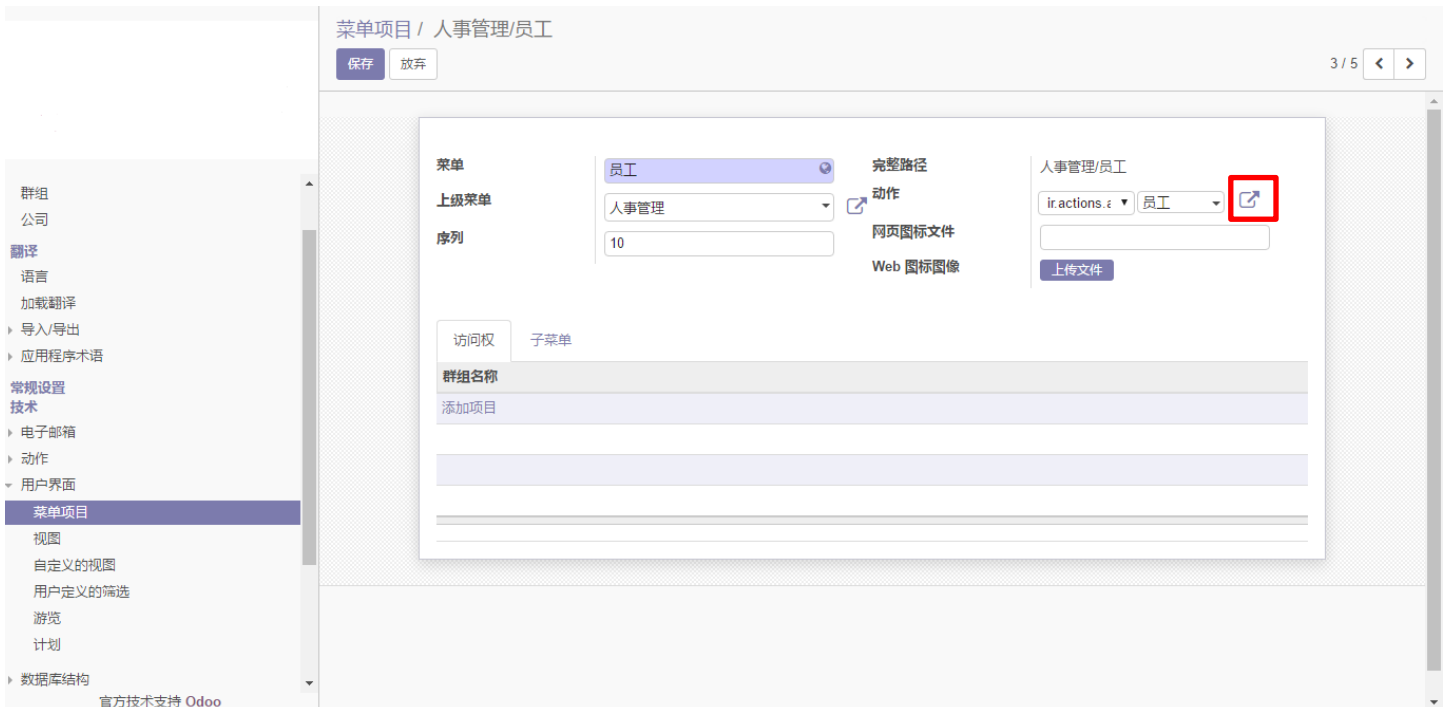 菜单项目 / 人事管理/员工
保存 放弃
3 / 5
群组
公司
翻译
语言
加载翻译
导入/导出
应用程序术语
常规设置
技术
电子邮箱
动作
用户界面
菜单项目
视图
自定义的视图
用户定义的筛选
游览
计划
数据库结构
官方技术支持 Odoo
菜单 员工
上级菜单 人事管理
序列 10
完整路径 人事管理/员工
动作 ir.actions.a 员工
网页图标文件
Web 图标图像 上传文件
访问权 子菜单
群组名称
添加项目